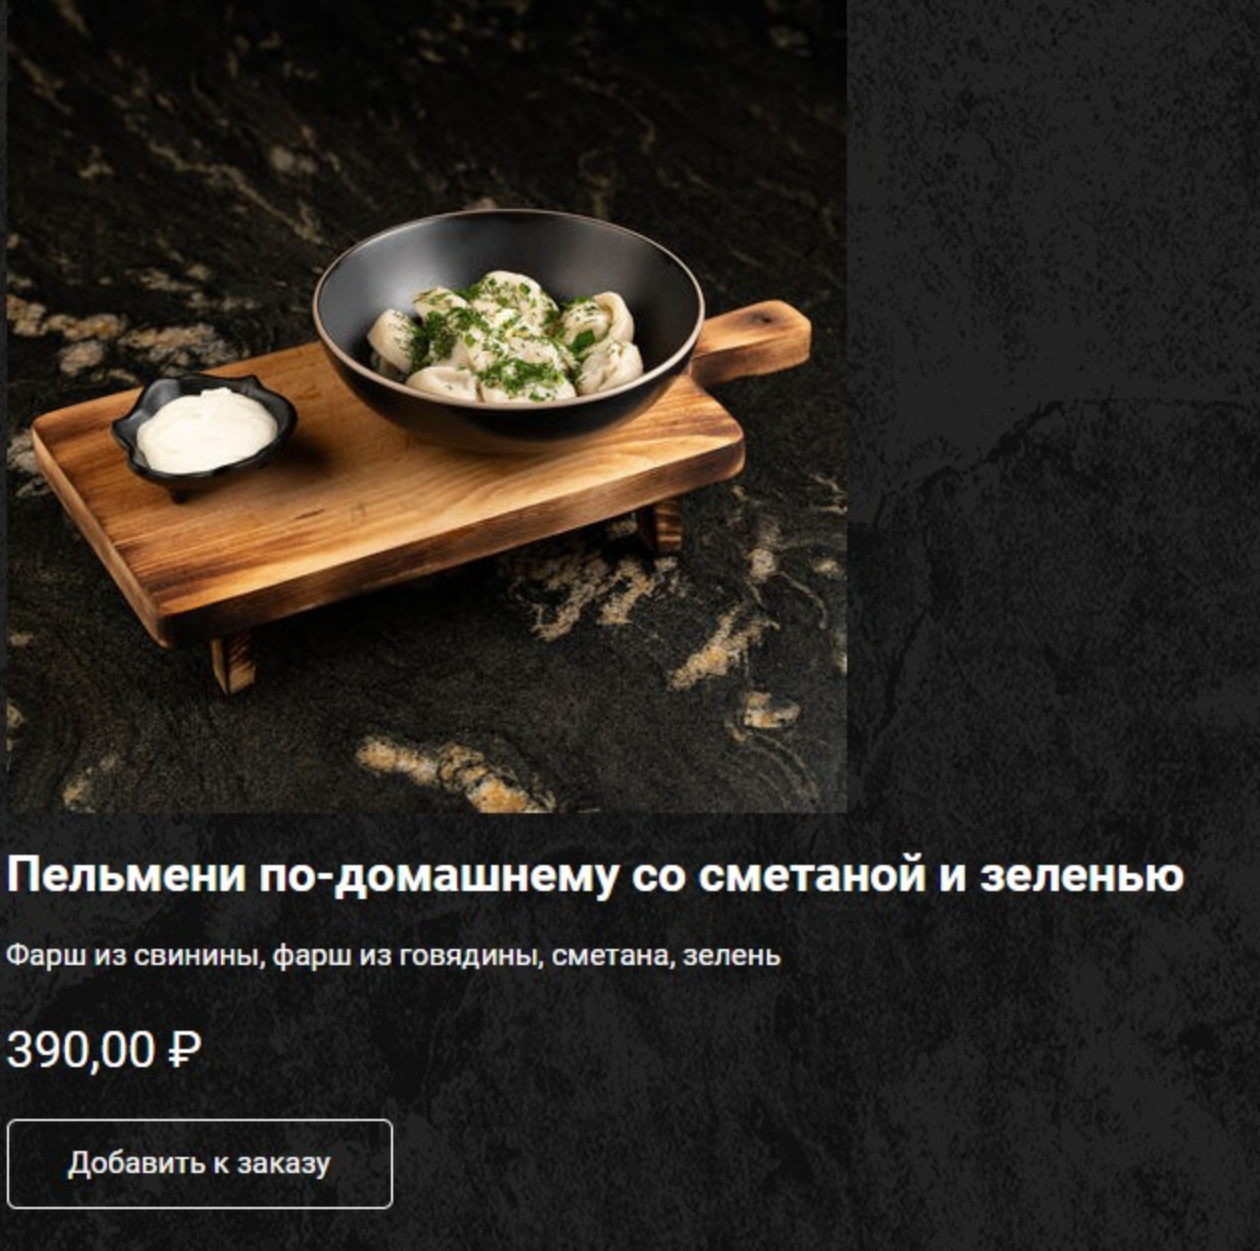 Пельмени по-домашнему со сметаной и зеленью
Фарш из свинины, фарш из говядины, сметана, зелень
390,00 ₽
Добавить к заказу